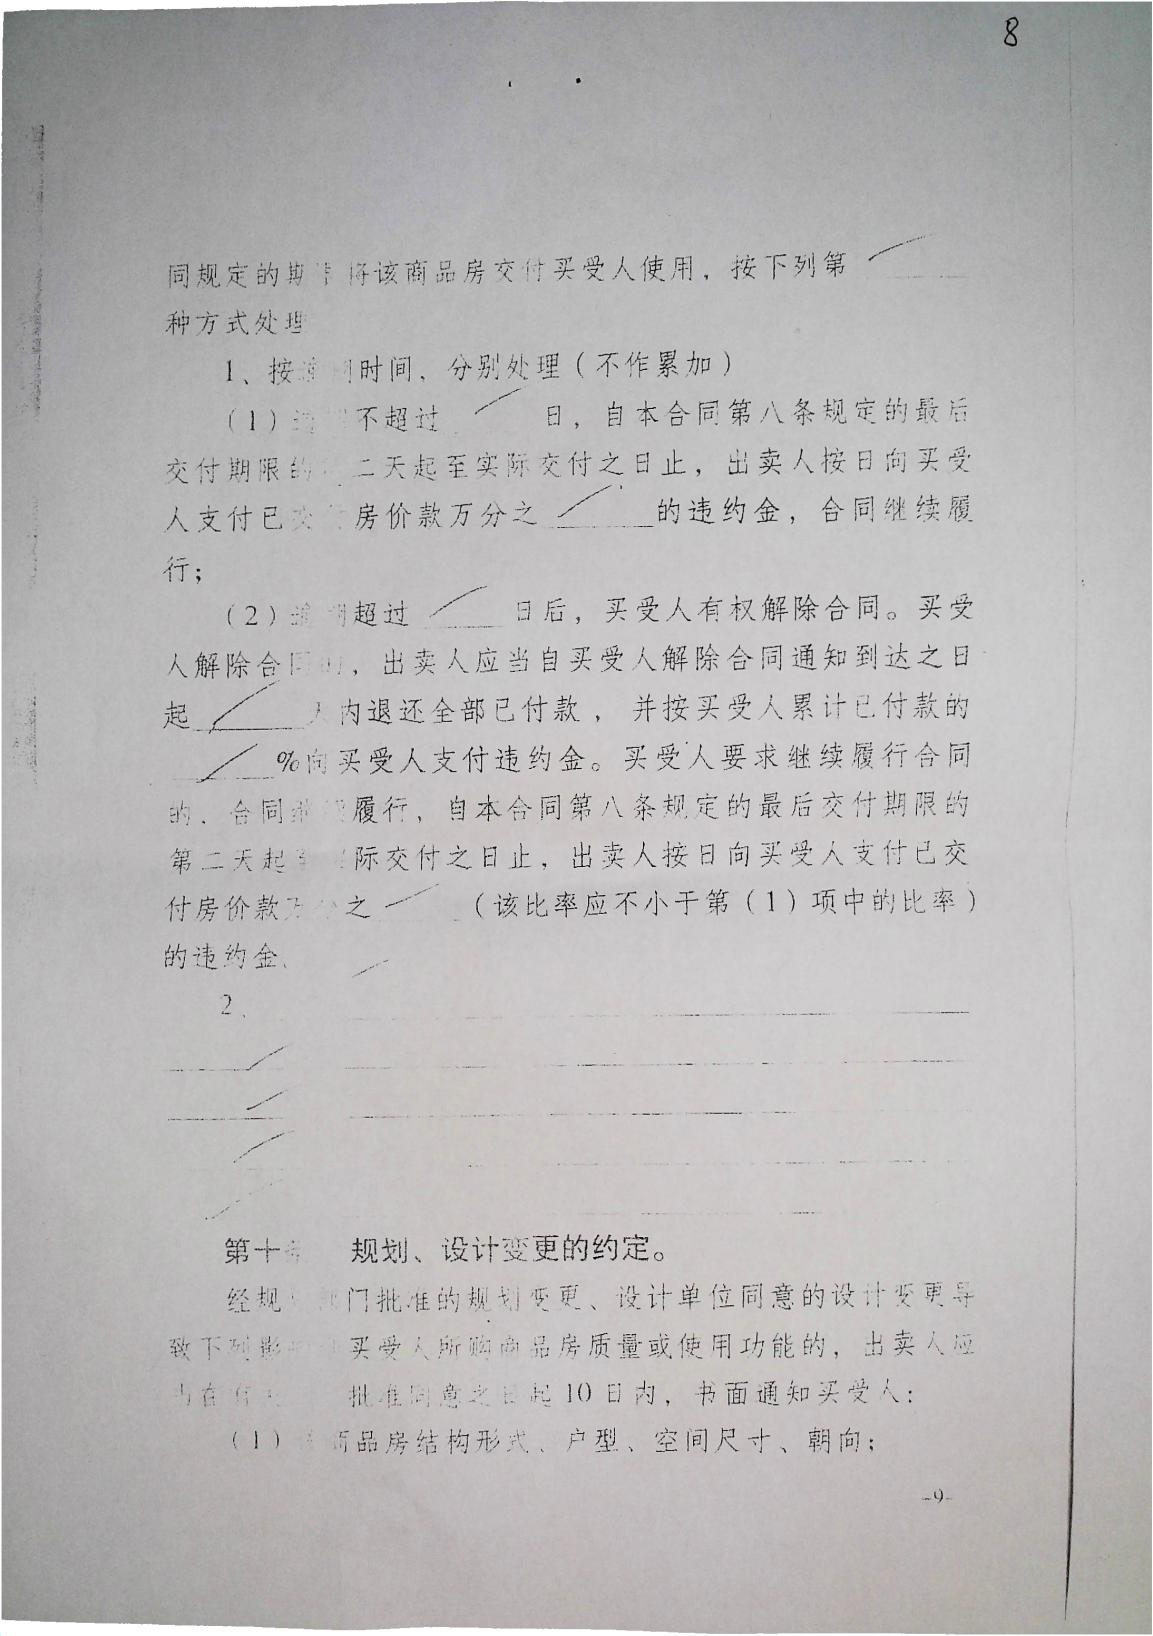 8
同规定的期 将该商品房交付买受人使用，按下列第
种方式处理
1、按 时间，分别处理（不作累加）
（1） 不超过 日，自本合同第八条规定的最后
交付期限的 二天起至实际交付之日止，出卖人按日向买受
人支付已交付房价款万分之 的违约金，合同继续履
行；
（2）逾期超过 日后，买受人有权解除合同。买受
人解除合同 ，出卖人应当自买受人解除合同通知到达之日
起 天内退还全部已付款，并按买受人累计已付款的
%向买受人支付违约金。买受人要求继续履行合同
的，合同继续履行，自本合同第八条规定的最后交付期限的
第二天起 际交付之日止，出卖人按日向买受人支付已交
付房价款万分之 （该比率应不小于第（1）项中的比率）
的违约金、
2、
第十 规划、设计变更的约定。
经规 部门批准的规划变更、设计单位同意的设计变更导
致下列影 买受人所购商品房质量或使用功能的，出卖人应
当在有 批准同意之日起10日内，书面通知买受人：
（1） 商品房结构形式、户型、空间尺寸、朝向；
-9-